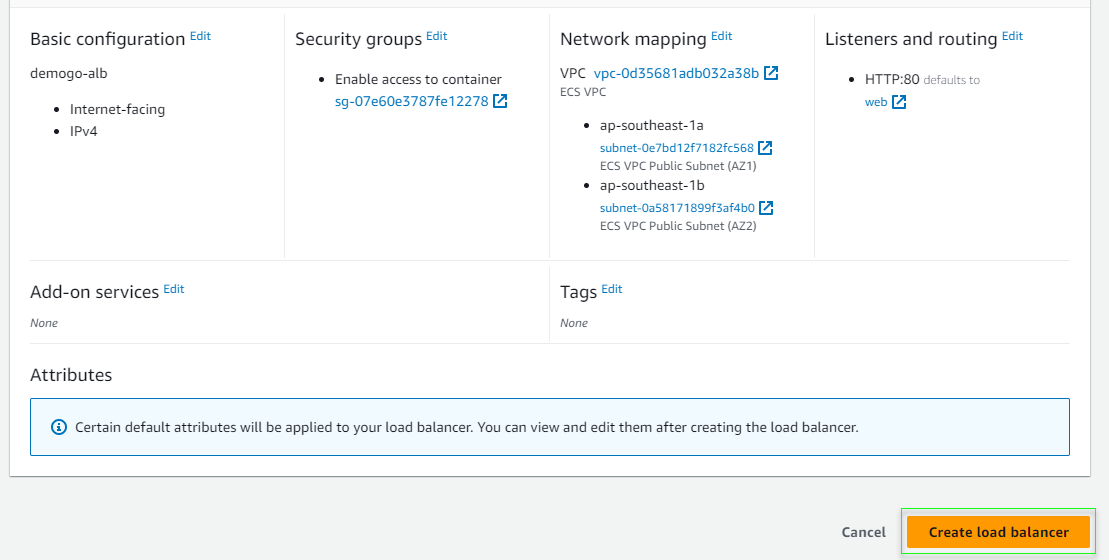 Basic configuration Edit
demogo-alb
Internet-facing
IPv4
Security groups Edit
Enable access to container
sg-07e60e3787fe12278
Network mapping Edit
VPC vpc-0d35681adb032a38b
ECS VPC
ap-southeast-1a
subnet-0e7bd12f7182fc568
ECS VPC Public Subnet (AZ1)
ap-southeast-1b
subnet-0a58171899f3af4b0
ECS VPC Public Subnet (AZ2)
Listeners and routing Edit
HTTP:80 defaults to
web
Add-on services Edit
None
Tags Edit
None
Attributes
Certain default attributes will be applied to your load balancer. You can view and edit them after creating the load balancer.
Cancel
Create load balancer